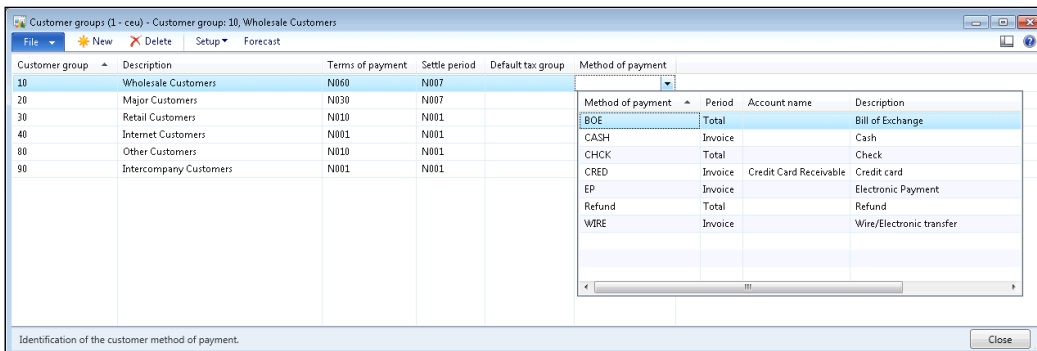 Customer groups (1 - ceu) - Customer group: 10, Wholesale Customers
File New Delete Setup Forecast
Customer group Description Terms of payment Settle period Default tax group Method of payment
10 Wholesale Customers N060 N007
20 Major Customers N030 N007
30 Retail Customers N010 N001
40 Internet Customers N001 N001
80 Other Customers N010 N001
90 Intercompany Customers N001 N001
Method of payment Period Account name Description
BOE Total Bill of Exchange
CASH Invoice Cash
CHCK Total Check
CRED Invoice Credit Card Receivable Credit card
EP Invoice Electronic Payment
Refund Total Refund
WIRE Invoice Wire/Electronic transfer
Identification of the customer method of payment. Close